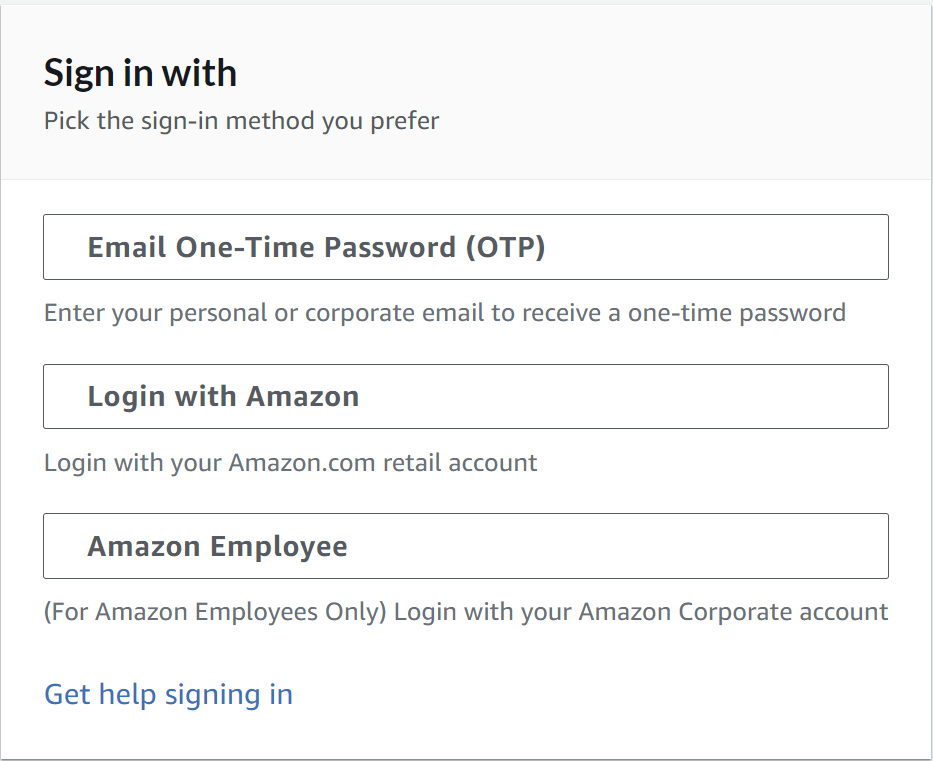 Sign in with
Pick the sign-in method you prefer
Email One-Time Password (OTP)
Enter your personal or corporate email to receive a one-time password
Login with Amazon
Login with your Amazon.com retail account
Amazon Employee
(For Amazon Employees Only) Login with your Amazon Corporate account
Get help signing in